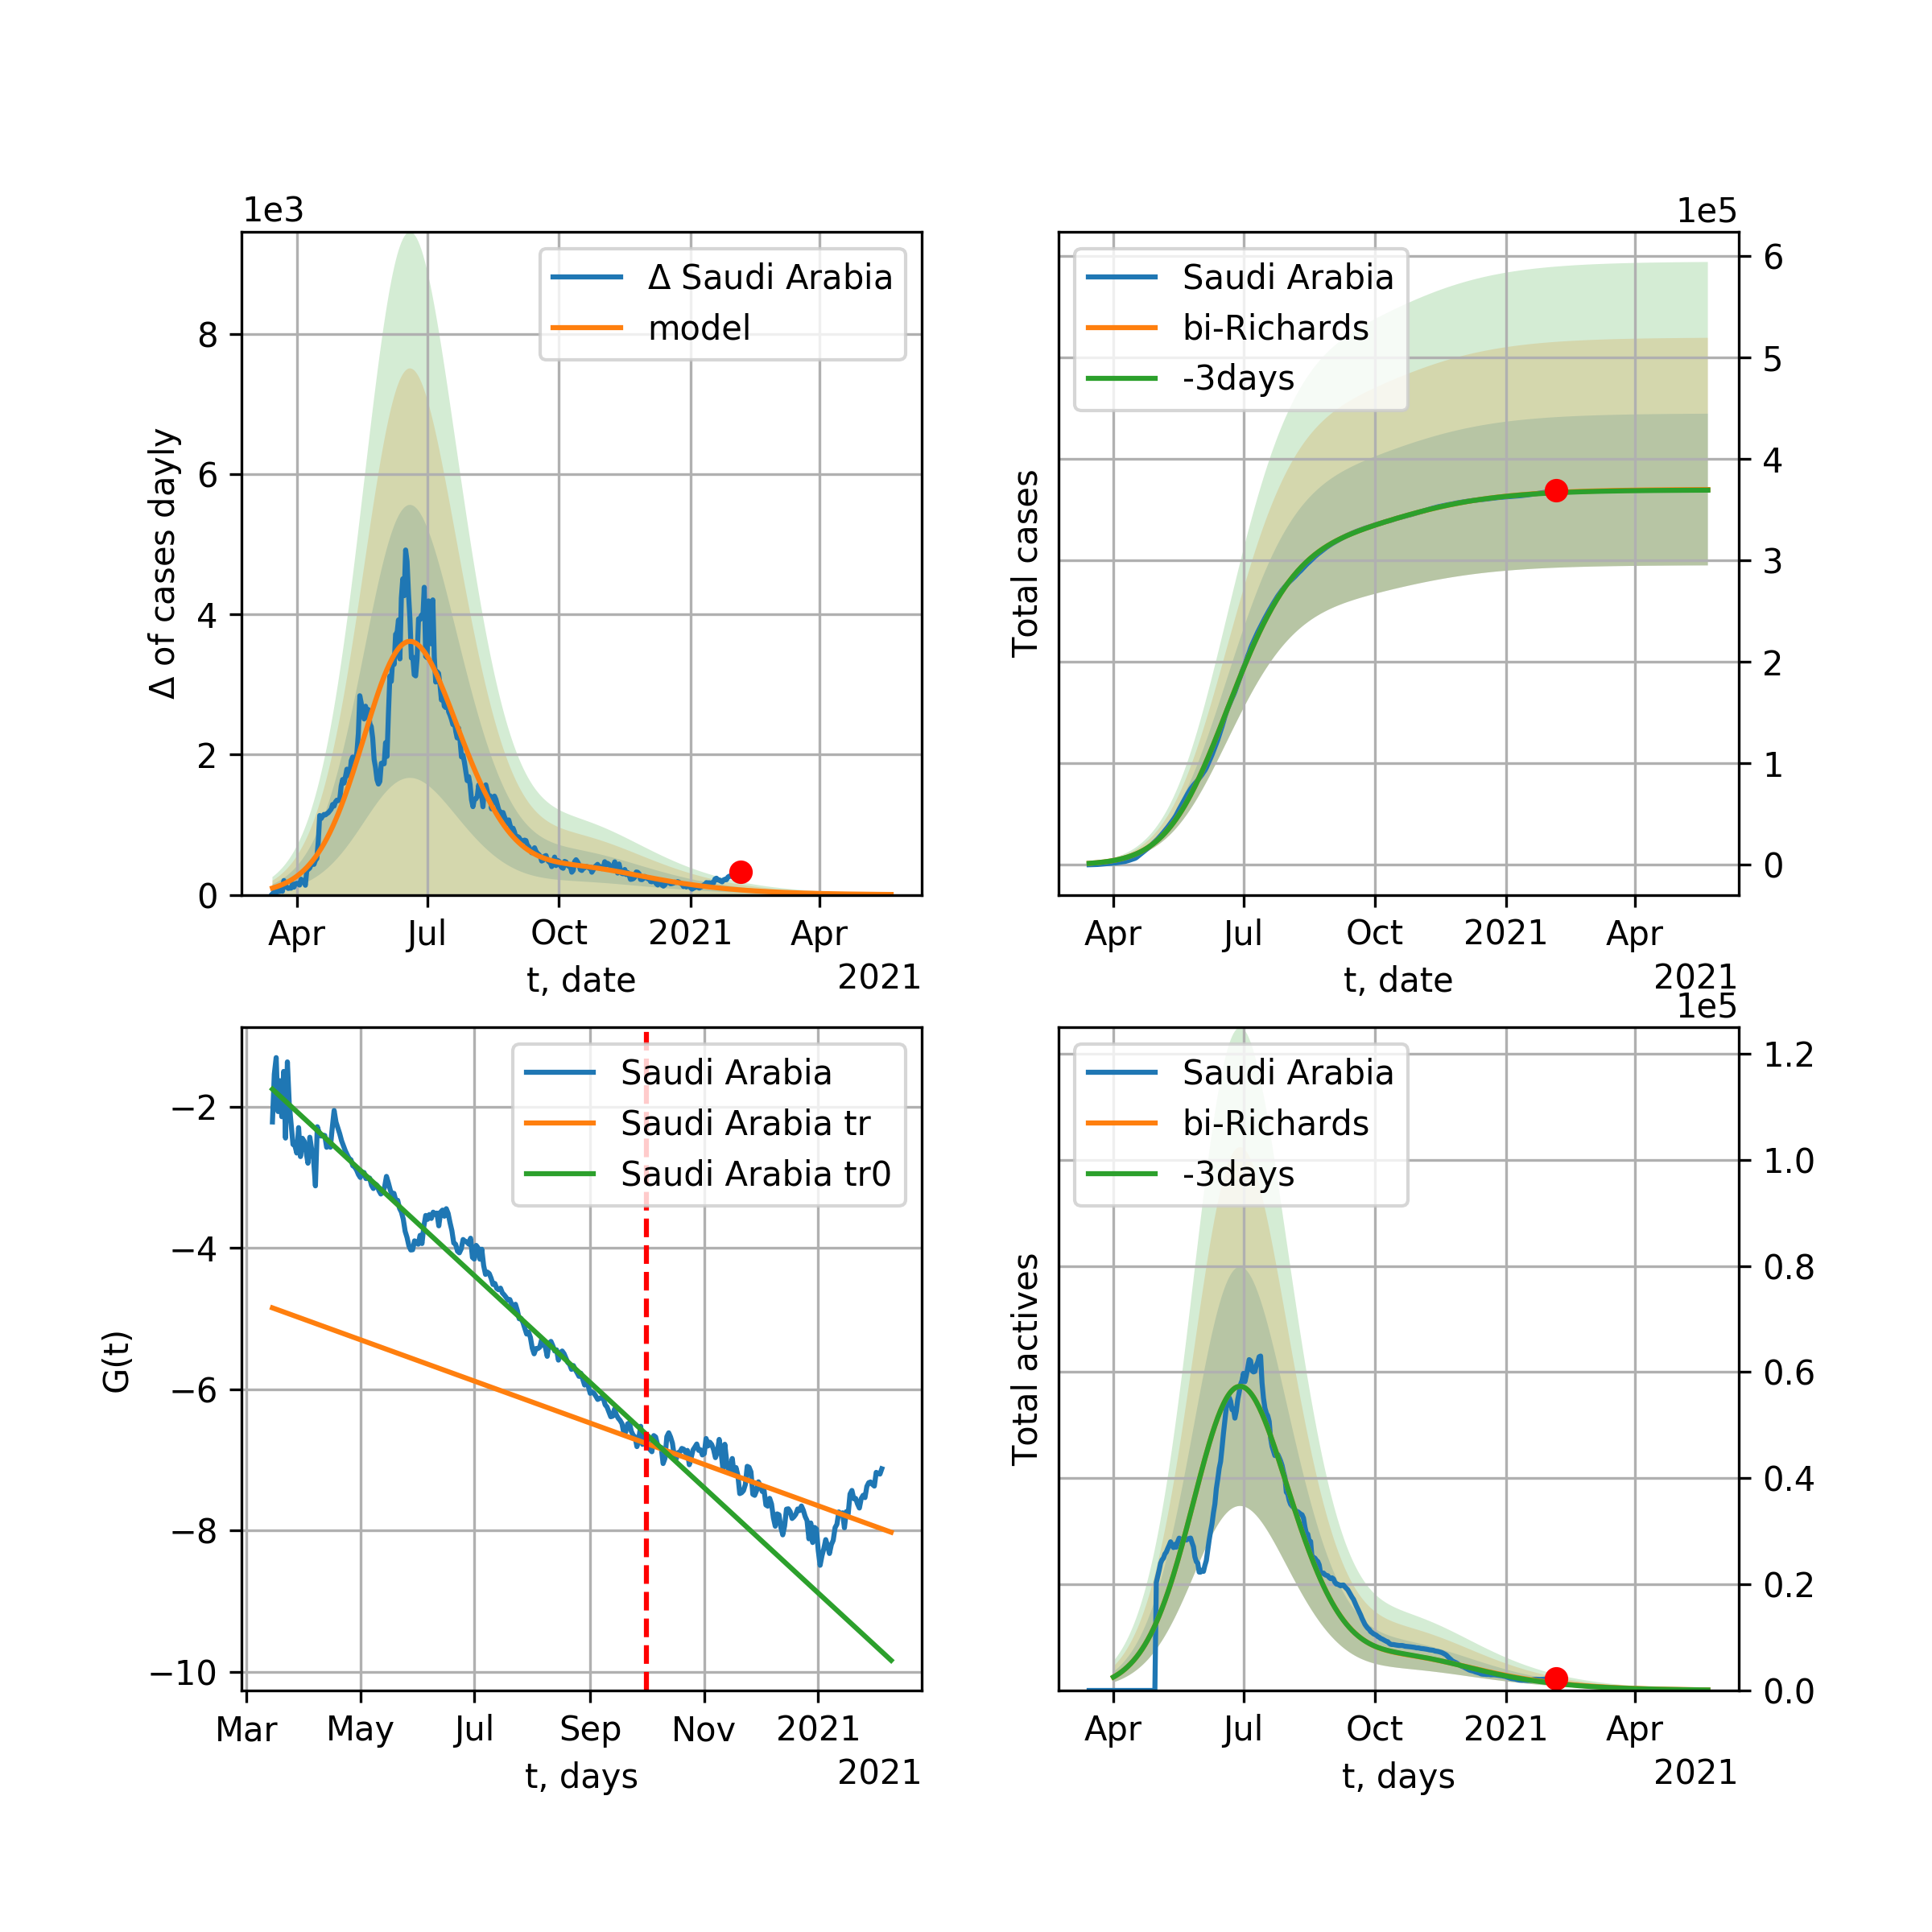 1e3
Δ of cases dayly
8
6
4
2
0
Δ Saudi Arabia
model
Apr
Jul
Oct
2021
Apr
t, date
2021
1e5
Total cases
Saudi Arabia
bi-Richards
-3days
6
5
4
3
2
1
0
Apr
Jul
Oct
2021
Apr
t, date
2021
G(t)
−2
−4
−6
−8
−10
Saudi Arabia
Saudi Arabia tr
Saudi Arabia tr0
Mar
May
Jul
Sep
Nov
2021
t, days
2021
1e5
Total actives
Saudi Arabia
bi-Richards
-3days
1.2
1.0
0.8
0.6
0.4
0.2
0.0
Apr
Jul
Oct
2021
Apr
t, days
2021